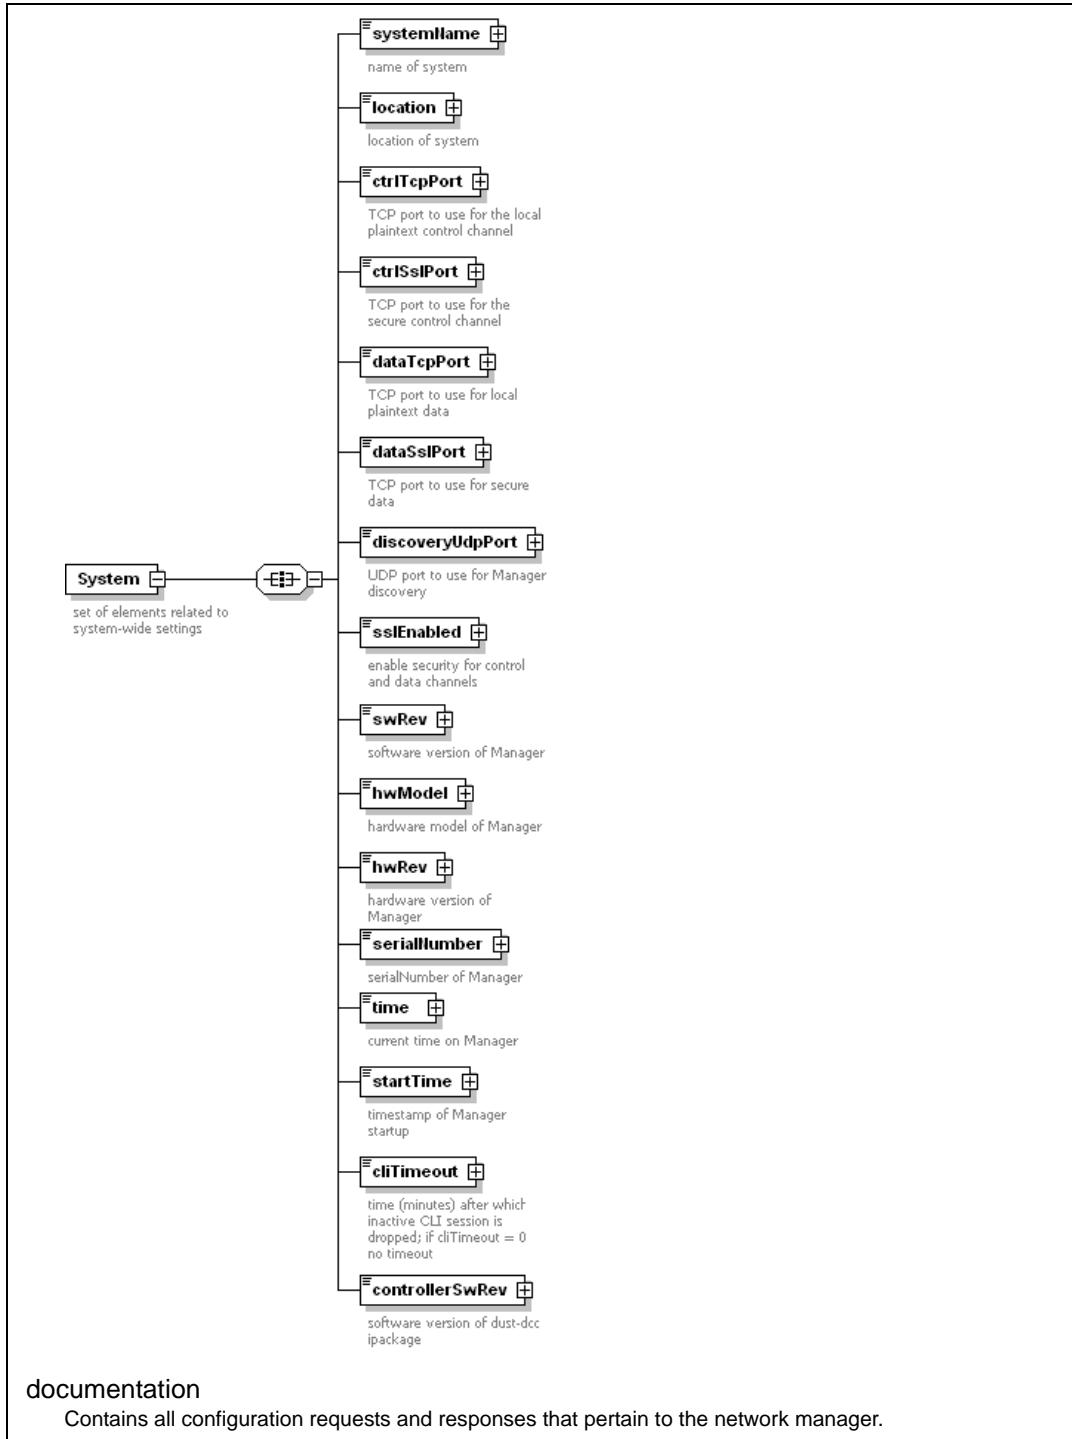 systemName
name of system
location
location of system
ctrlTcpPort
TCP port to use for the local
plaintext control channel
ctrlSslPort
TCP port to use for the
secure control channel
dataTcpPort
TCP port to use for local
plaintext data
dataSslPort
TCP port to use for secure
data
discoveryUdpPort
UDP port to use for Manager
discovery
System
set of elements related to
system-wide settings
sslEnabled
enable security for control
and data channels
swRev
software version of Manager
hwModel
hardware model of Manager
hwRev
hardware version of
Manager
serialNumber
serialNumber of Manager
time
current time on Manager
startTime
timestamp of Manager
startup
cliTimeout
time (minutes) after which
inactive CLI session is
dropped; if cliTimeout = 0
no timeout
controllerSwRev
software version of dust-dcc
ipackage
documentation
Contains all configuration requests and responses that pertain to the network manager.